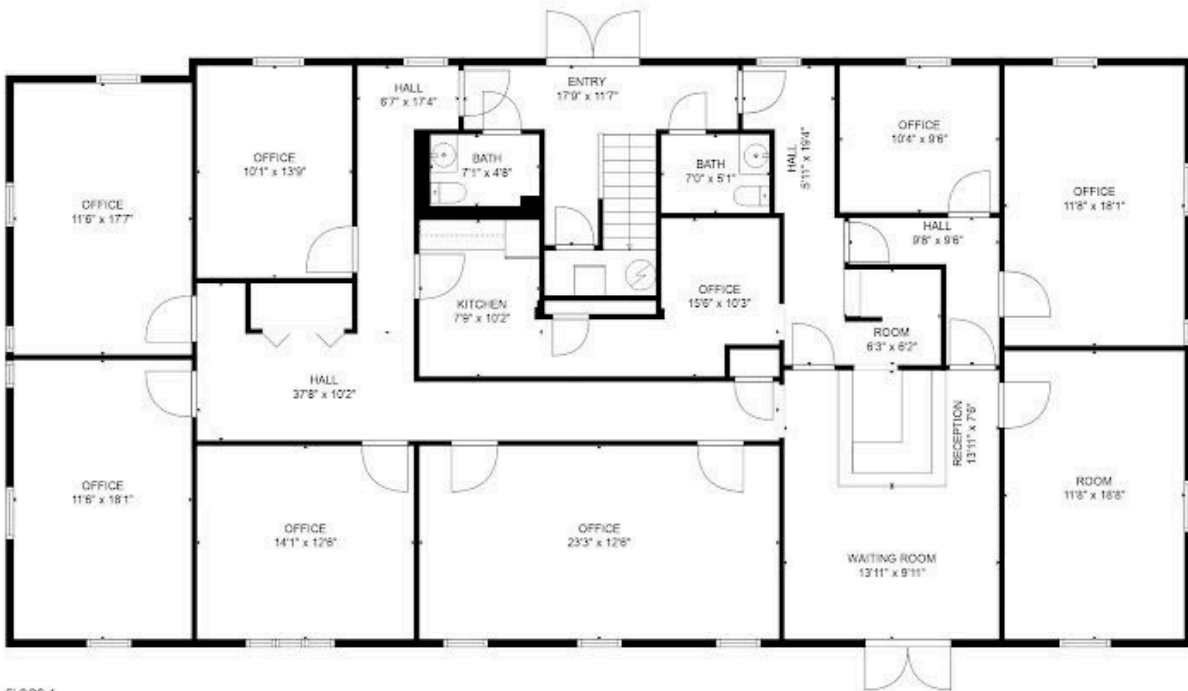 ENTRY
17'9" x 11'7"
HALL
6'7" x 17'4"
OFFICE
10'4" x 9'6"
OFFICE
10'1" x 13'9"
BATH
7'1" x 4'8"
BATH
7'0" x 5'1"
HALL
5'11" x 19'4"
OFFICE
11'6" x 17'7"
OFFICE
11'8" x 18'1"
HALL
9'8" x 9'6"
OFFICE
15'6" x 10'3"
KITCHEN
7'9" x 10'2"
ROOM
6'3" x 6'2"
HALL
37'8" x 10'2"
RECEPTION
13'11" x 7'6"
OFFICE
11'6" x 18'1"
ROOM
11'8" x 18'8"
OFFICE
14'1" x 12'6"
OFFICE
23'3" x 12'6"
WAITING ROOM
13'11" x 9'11"